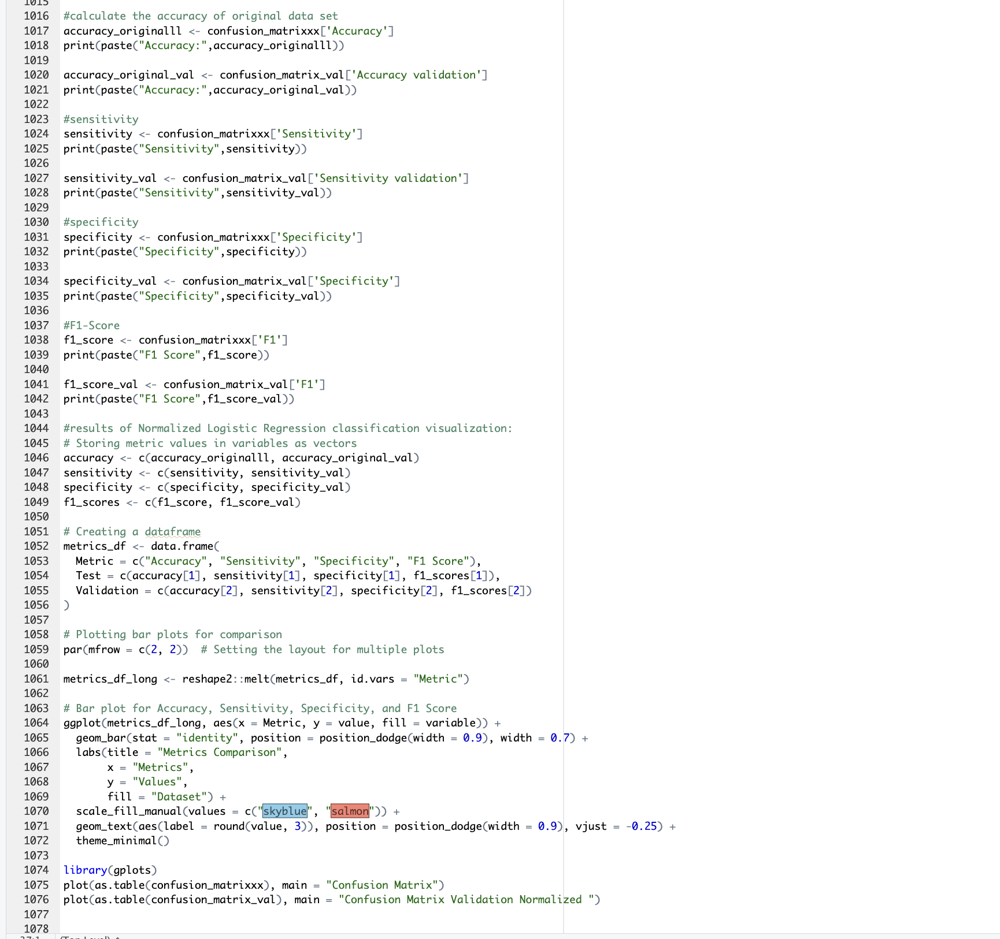 1015
1016 #calculate the accuracy of original data set
1017 accuracy_originalll <- confusion_matrixxx['Accuracy']
1018 print(paste("Accuracy:",accuracy_originalll))
1019
1020 accuracy_original_val <- confusion_matrix_val['Accuracy validation']
1021 print(paste("Accuracy:",accuracy_original_val))
1022
1023 #sensitivity
1024 sensitivity <- confusion_matrixxx['Sensitivity']
1025 print(paste("Sensitivity",sensitivity))
1026
1027 sensitivity_val <- confusion_matrix_val['Sensitivity validation']
1028 print(paste("Sensitivity",sensitivity_val))
1029
1030 #specificity
1031 specificity <- confusion_matrixxx['Specificity']
1032 print(paste("Specificity",specificity))
1033
1034 specificity_val <- confusion_matrix_val['Specificity']
1035 print(paste("Specificity",specificity_val))
1036
1037 #F1-Score
1038 f1_score <- confusion_matrixxx['F1']
1039 print(paste("F1 Score",f1_score))
1040
1041 f1_score_val <- confusion_matrix_val['F1']
1042 print(paste("F1 Score",f1_score_val))
1043
1044 #results of Normalized Logistic Regression classification visualization:
1045 # Storing metric values in variables as vectors
1046 accuracy <- c(accuracy_originalll, accuracy_original_val)
1047 sensitivity <- c(sensitivity, sensitivity_val)
1048 specificity <- c(specificity, specificity_val)
1049 f1_scores <- c(f1_score, f1_score_val)
1050
1051 # Creating a dataframe
1052 metrics_df <- data.frame(
1053   Metric = c("Accuracy", "Sensitivity", "Specificity", "F1 Score"),
1054   Test = c(accuracy[1], sensitivity[1], specificity[1], f1_scores[1]),
1055   Validation = c(accuracy[2], sensitivity[2], specificity[2], f1_scores[2])
1056 )
1057
1058 # Plotting bar plots for comparison
1059 par(mfrow = c(2, 2))  # Setting the layout for multiple plots
1060
1061 metrics_df_long <- reshape2::melt(metrics_df, id.vars = "Metric")
1062
1063 # Bar plot for Accuracy, Sensitivity, Specificity, and F1 Score
1064 ggplot(metrics_df_long, aes(x = Metric, y = value, fill = variable)) +
1065   geom_bar(stat = "identity", position = position_dodge(width = 0.9), width = 0.7) +
1066   labs(title = "Metrics Comparison",
1067        x = "Metrics",
1068        y = "Values",
1069        fill = "Dataset") +
1070   scale_fill_manual(values = c("skyblue", "salmon")) +
1071   geom_text(aes(label = round(value, 3)), position = position_dodge(width = 0.9), vjust = -0.25) +
1072   theme_minimal()
1073
1074 library(gplots)
1075 plot(as.table(confusion_matrixxx), main = "Confusion Matrix")
1076 plot(as.table(confusion_matrix_val), main = "Confusion Matrix Validation Normalized ")
1077
1078